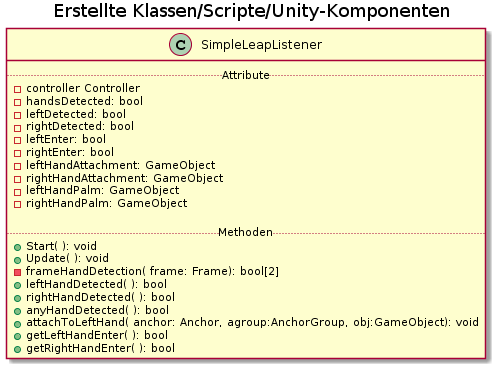 Erstellte Klassen/Scripte/Unity-Komponenten
C SimpleLeapListener
Attribute
controller Controller
handsDetected: bool
leftDetected: bool
rightDetected: bool
leftEnter: bool
rightEnter: bool
leftHandAttachment: GameObject
rightHandAttachment: GameObject
leftHandPalm: GameObject
rightHandPalm: GameObject
Methoden
Start( ): void
Update( ): void
frameHandDetection( frame: Frame): bool[2]
leftHandDetected( ): bool
rightHandDetected( ): bool
anyHandDetected( ): bool
attachToLeftHand( anchor: Anchor, agroup:AnchorGroup, obj:GameObject): void
getLeftHandEnter( ): bool
getRightHandEnter( ): bool